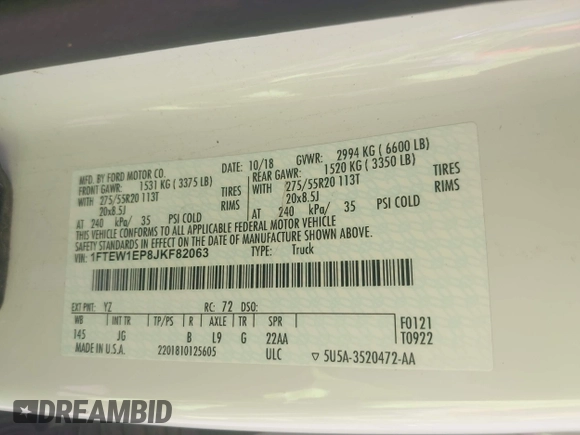 MFD. BY FORD MOTOR CO.
DATE: 10/18 GVWR: 2994 KG ( 6600 LB)
FRONT GAWR: 1531 KG ( 3375 LB) REAR GAWR: 1520 KG ( 3350 LB)
WITH 275/55R20 113T TIRES WITH 275/55R20 113T TIRES
20x8.5J RIMS 20x8.5J RIMS
AT 240 kPa/ 35 PSI COLD AT 240 kPa/ 35 PSI COLD
THIS VEHICLE CONFORMS TO ALL APPLICABLE FEDERAL MOTOR VEHICLE
SAFETY STANDARDS IN EFFECT ON THE DATE OF MANUFACTURE SHOWN ABOVE
VIN: 1FTEW1EP8JKF82063 TYPE: Truck
EXT PNT: YZ RC: 72 DSO:
WB INT TR TP/PS R AXLE TR SPR F0121
145 JG B L9 G 22AA T0922
MADE IN U.S.A. 2201810125605 ULC 5U5A-3520472-AA
DREAMBID